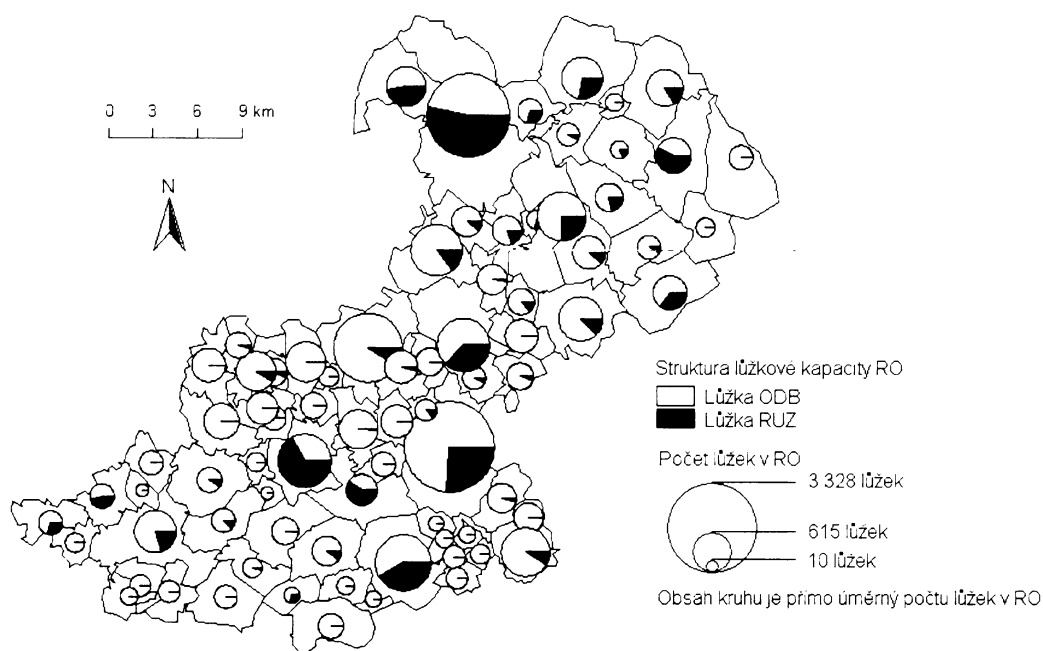 0 3 6 9 km
N
Struktura lůžkové kapacity RO
Lůžka ODB
Lůžka RUZ
Počet lůžek v RO
3 328 lůžek
615 lůžek
10 lůžek
Obsah kruhu je přímo úměrný počtu lůžek v RO